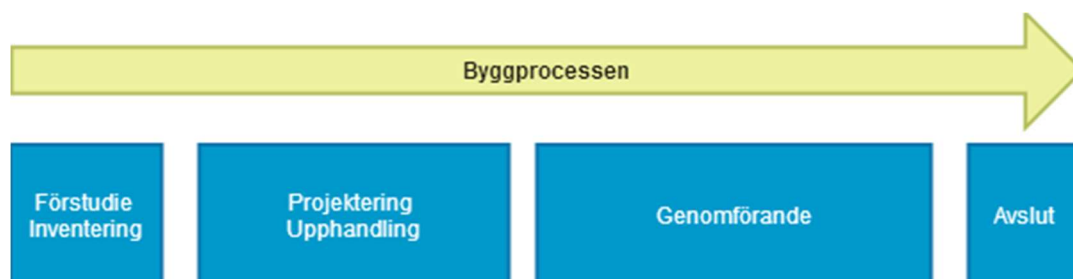 Byggprocessen
Förstudie
Inventering
Projektering
Upphandling
Genomförande
Avslut